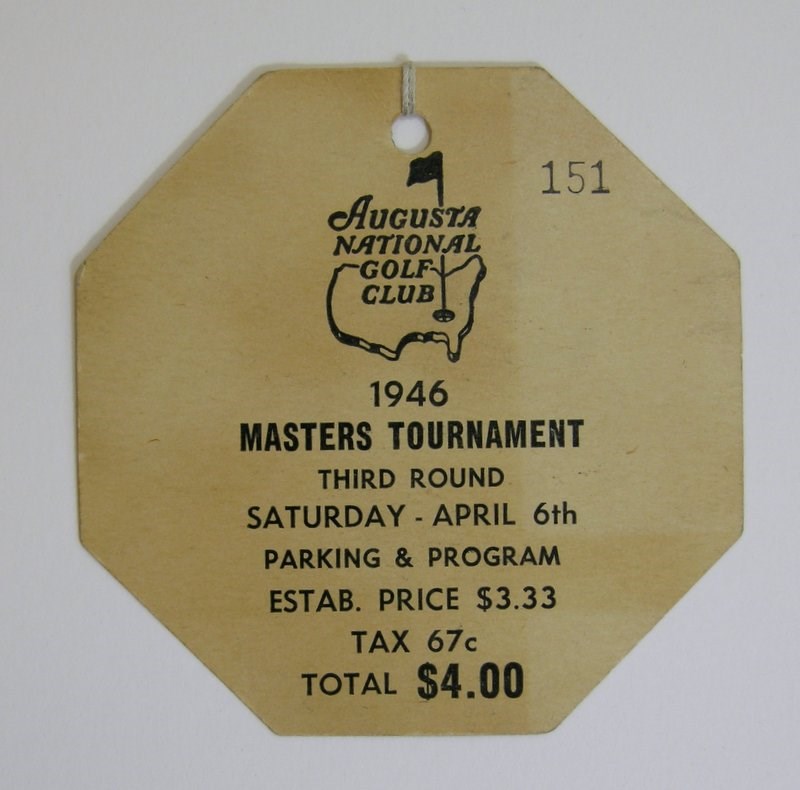 151
Augusta
NATIONAL
GOLF
CLUB
1946
MASTERS TOURNAMENT
THIRD ROUND
SATURDAY - APRIL 6th
PARKING & PROGRAM
ESTAB. PRICE $3.33
TAX 67c
TOTAL $4.00